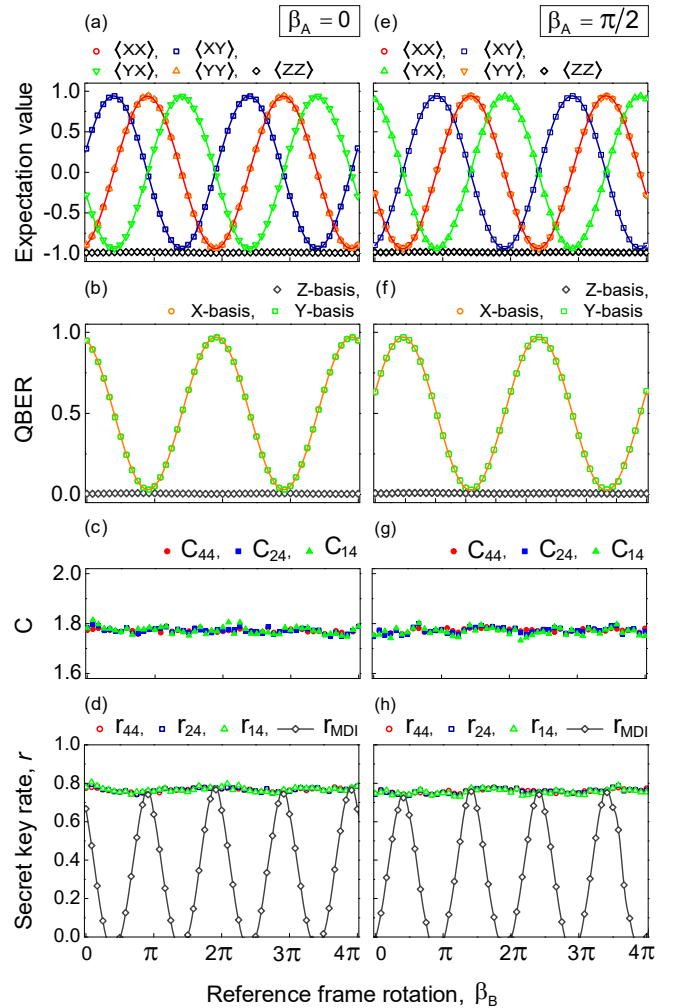 (a) β_A = 0
⟨XX⟩, ⟨XY⟩,
⟨YX⟩, ⟨YY⟩ ⟨ZZ⟩
Expectation value
1.0
0.5
0.0
-0.5
-1.0
(e) β_A = π/2
⟨XX⟩, ⟨XY⟩,
⟨YX⟩, ⟨YY⟩ ⟨ZZ⟩
(b)
Z-basis,
X-basis, Y-basis
QBER
1.0
0.5
0.0
(f)
Z-basis,
X-basis, Y-basis
(c)
C₄₄, C₂₄, C₁₄
C
2.0
1.8
1.6
(g)
C₄₄, C₂₄, C₁₄
(d)
r₄₄, r₂₄, r₁₄, r_MDI
Secret key rate, r
1.0
0.8
0.6
0.4
0.2
0.0
0 π 2π 3π 4π
(h)
r₄₄, r₂₄, r₁₄, r_MDI
0 π 2π 3π 4π
Reference frame rotation, β_B